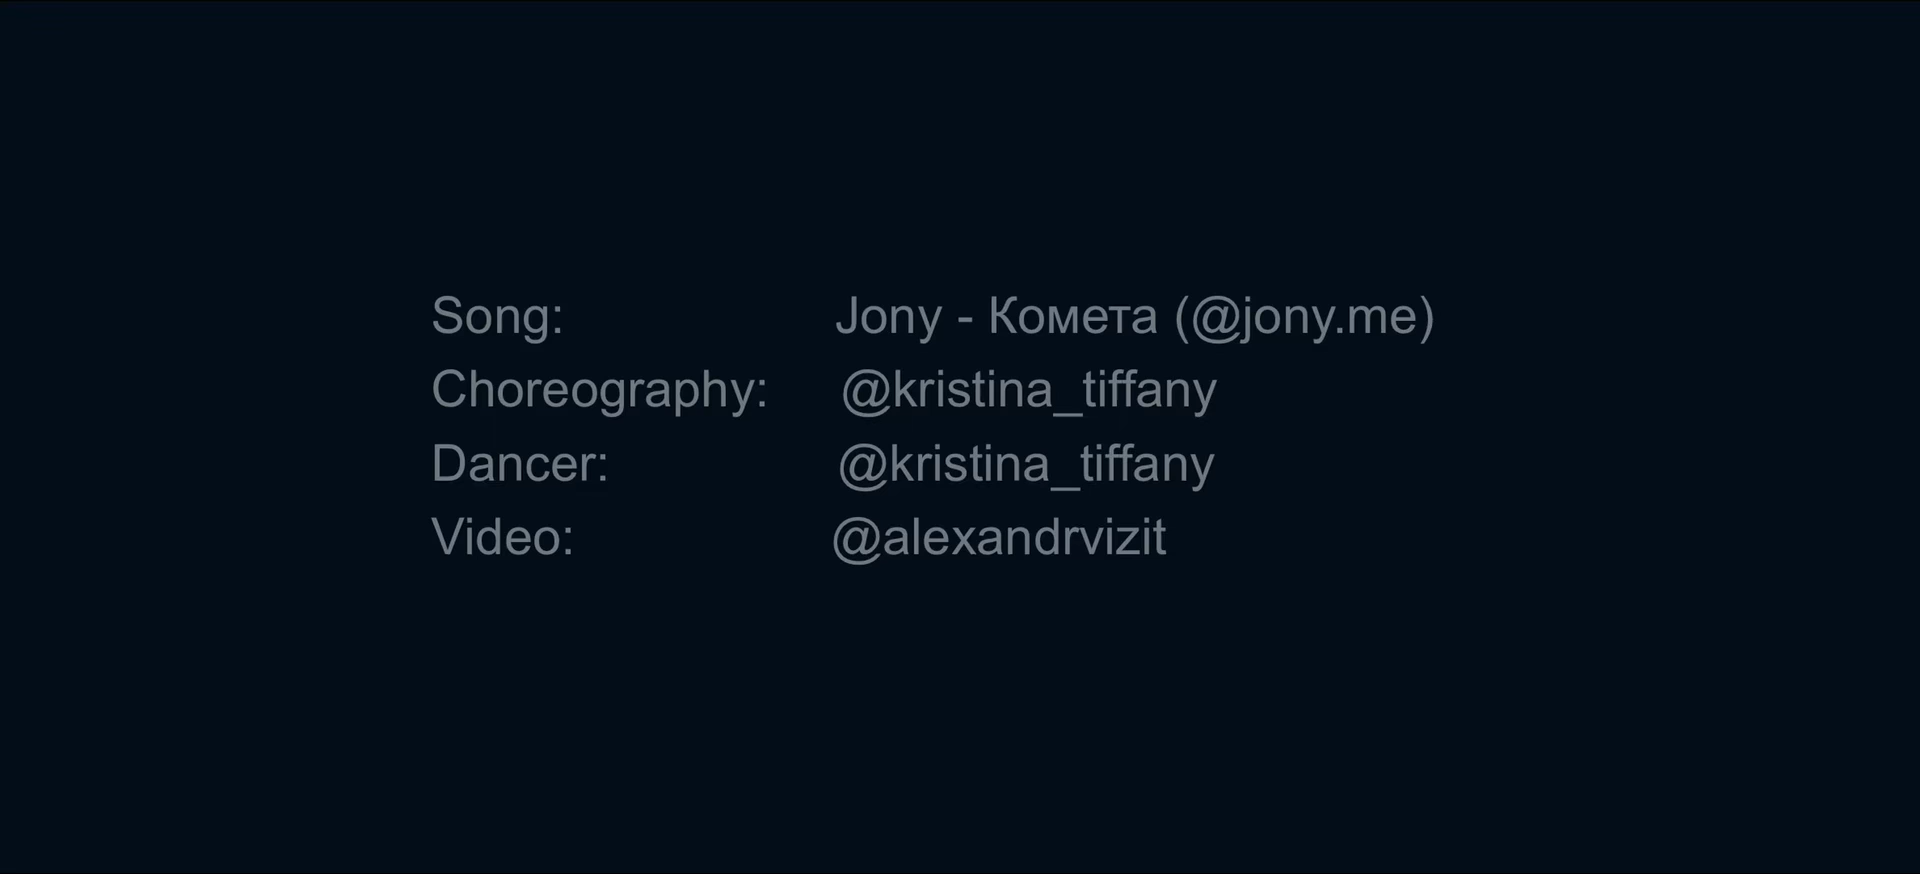 Song: Jony - Комета (@jony.me)
Choreography: @kristina_tiffany
Dancer: @kristina_tiffany
Video: @alexandrvizit